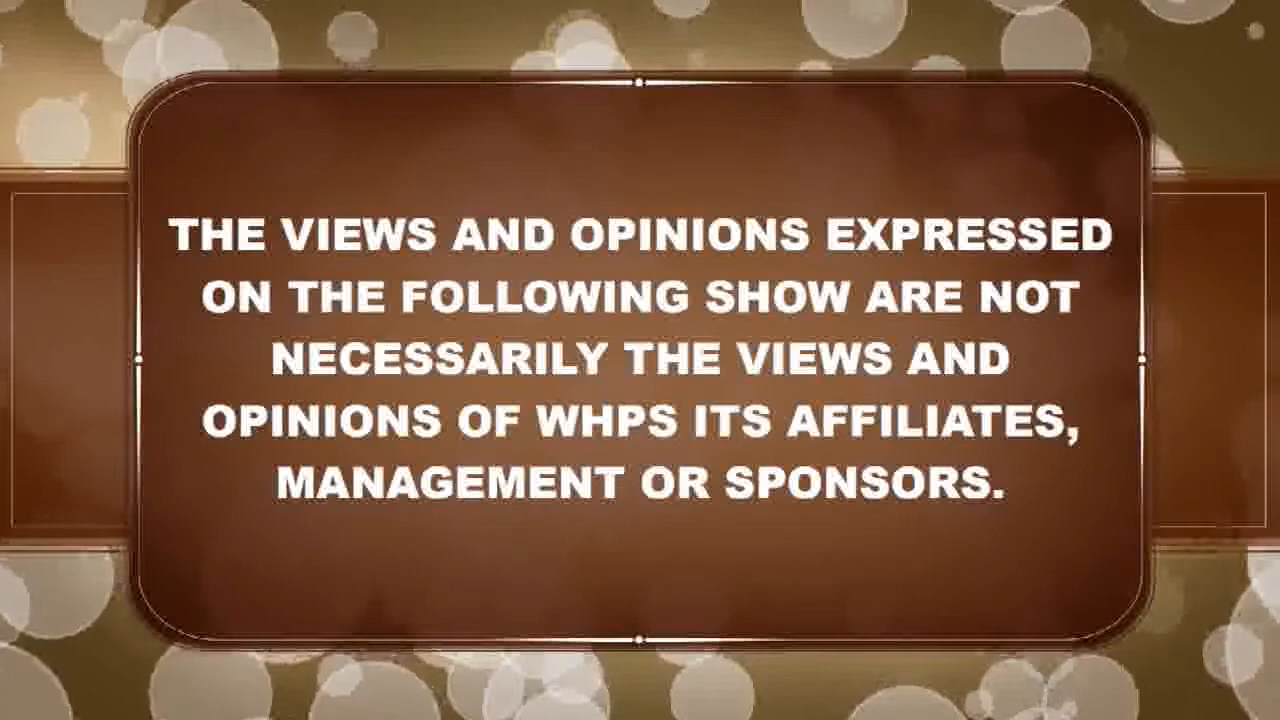 THE VIEWS AND OPINIONS EXPRESSED
ON THE FOLLOWING SHOW ARE NOT
NECESSARILY THE VIEWS AND
OPINIONS OF WHPS ITS AFFILIATES,
MANAGEMENT OR SPONSORS.